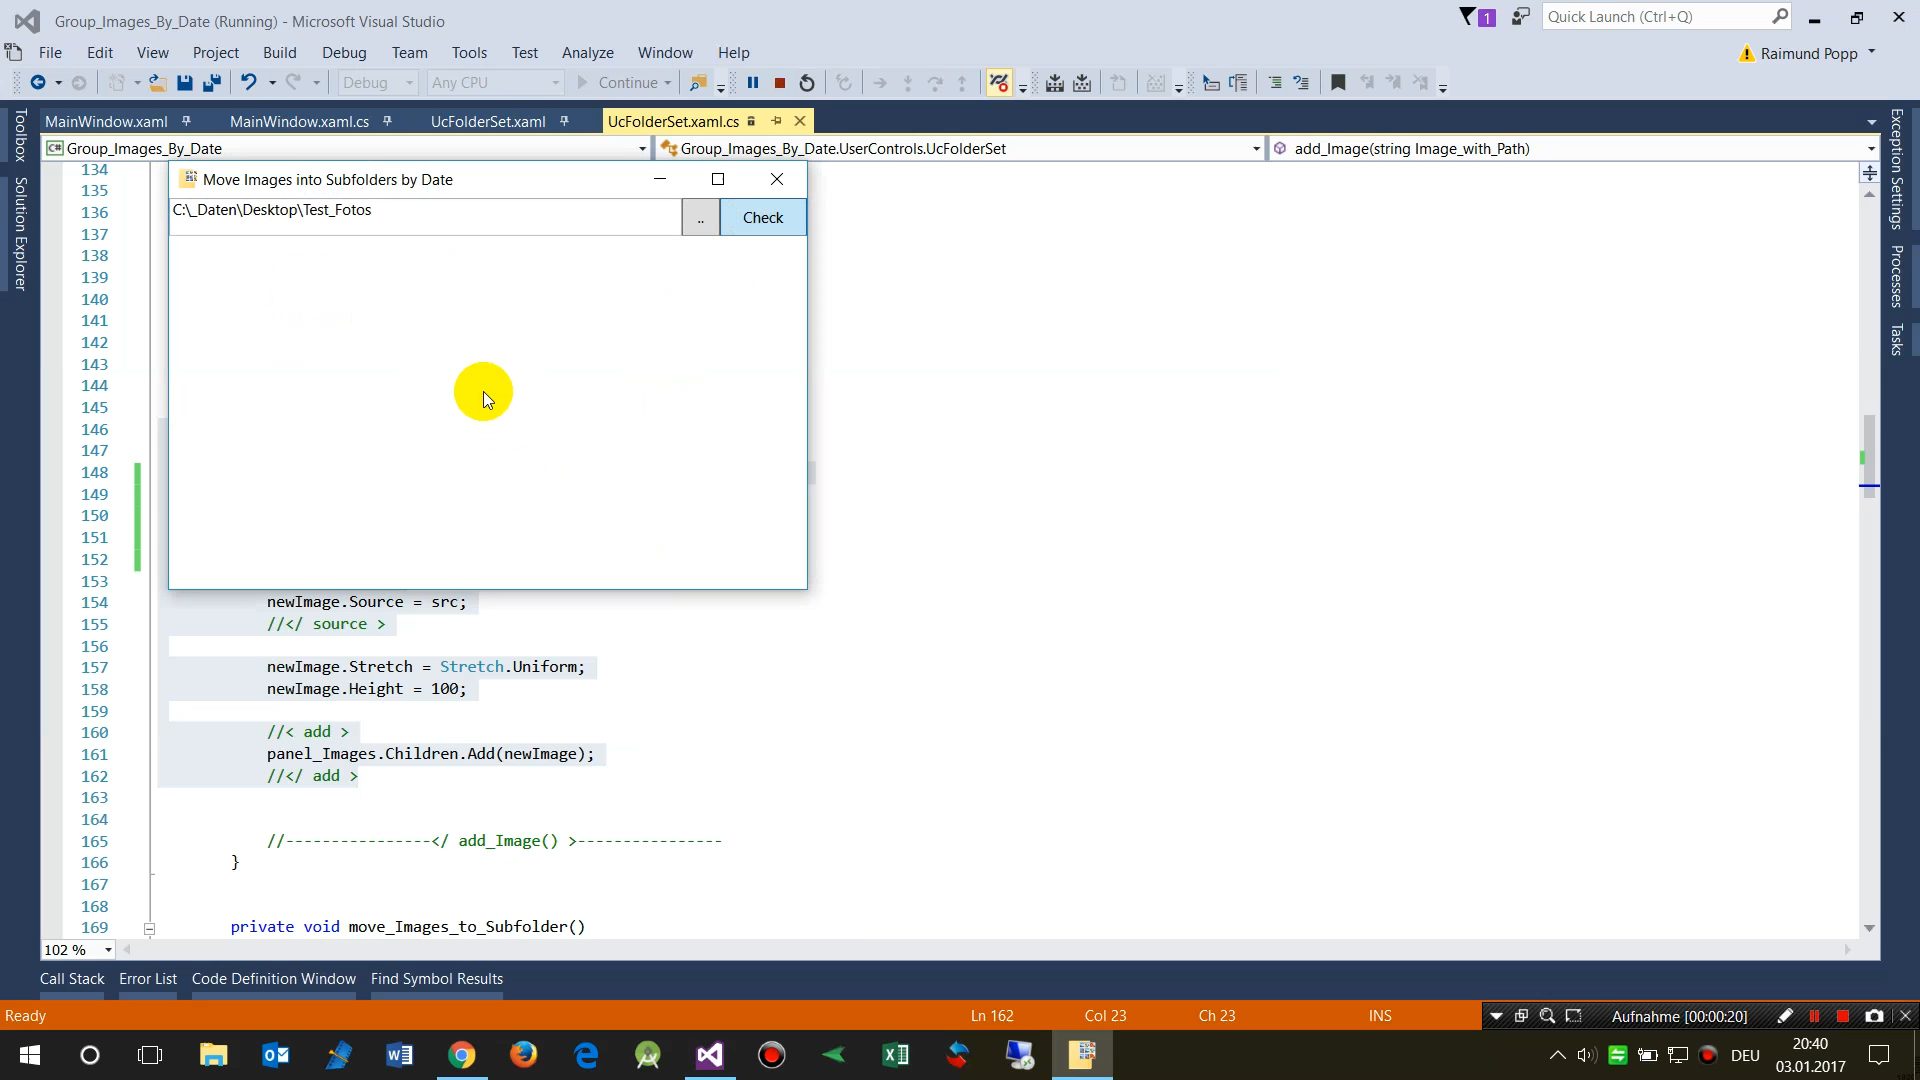 Group_Images_By_Date (Running) - Microsoft Visual Studio
1
Quick Launch (Ctrl+Q)
File Edit View Project Build Debug Team Tools Test Analyze Window Help
Raimund Popp
Debug Any CPU Continue
MainWindow.xaml MainWindow.xaml.cs UcFolderSet.xaml UcFolderSet.xaml.cs
Group_Images_By_Date Group_Images_By_Date.UserControls.UcFolderSet add_Image(string Image_with_Path)
Toolbox
Solution Explorer
Exception Settings
Processes
Tasks
Move Images into Subfolders by Date
C:\_Daten\Desktop\Test_Fotos .. Check
134
135
136
137
138
139
140
141
142
143
144
145
146
147
148
149
150
151
152
153
154 newImage.Source = src;
155 //</ source >
156
157 newImage.Stretch = Stretch.Uniform;
158 newImage.Height = 100;
159
160 //< add >
161 panel_Images.Children.Add(newImage);
162 //</ add >
163
164
165 //----------------</ add_Image() >----------------
166 }
167
168
169 private void move_Images_to_Subfolder()
102 %
Call Stack Error List Code Definition Window Find Symbol Results
Ready Ln 162 Col 23 Ch 23 INS Aufnahme [00:00:20]
DEU
20:40
03.01.2017